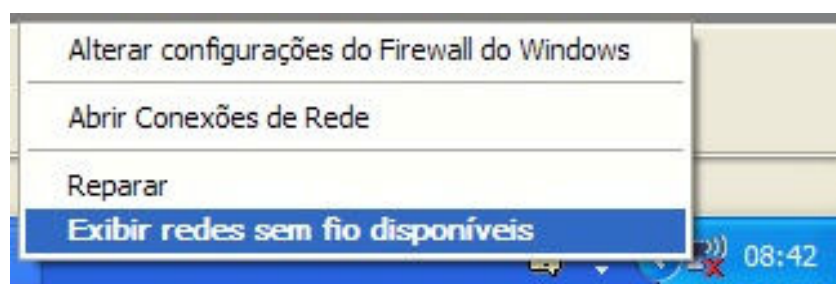 Alterar configurações do Firewall do Windows
Abrir Conexões de Rede
Reparar
Exibir redes sem fio disponíveis
08:42